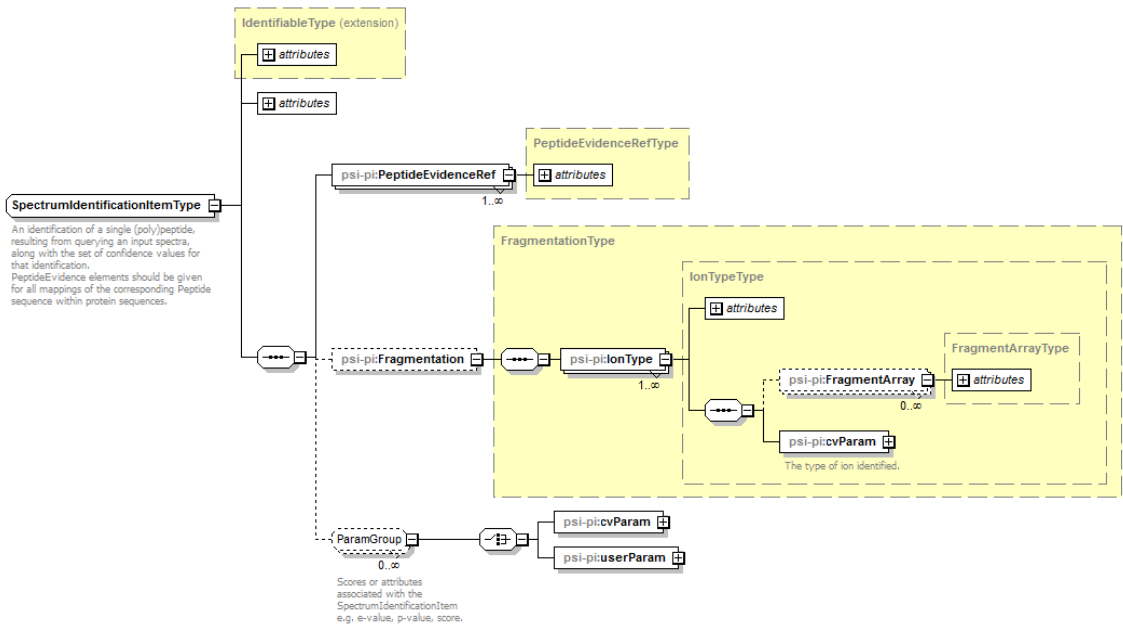 IdentifiableType (extension)
attributes
attributes
PeptideEvidenceRefType
psi-pi:PeptideEvidenceRef
attributes
1..∞
SpectrumIdentificationItemType
An identification of a single (poly)peptide,
resulting from querying an input spectra,
along with the set of confidence values for
that identification.
PeptideEvidence elements should be given
for all mappings of the corresponding Peptide
sequence within protein sequences.
FragmentationType
IonTypeType
attributes
psi-pi:Fragmentation
psi-pi:IonType
1..∞
FragmentArrayType
psi-pi:FragmentArray
attributes
0..∞
psi-pi:cvParam
The type of ion identified.
ParamGroup
0..∞
Scores or attributes
associated with the
SpectrumIdentificationItem
e.g. e-value, p-value, score.
psi-pi:cvParam
psi-pi:userParam